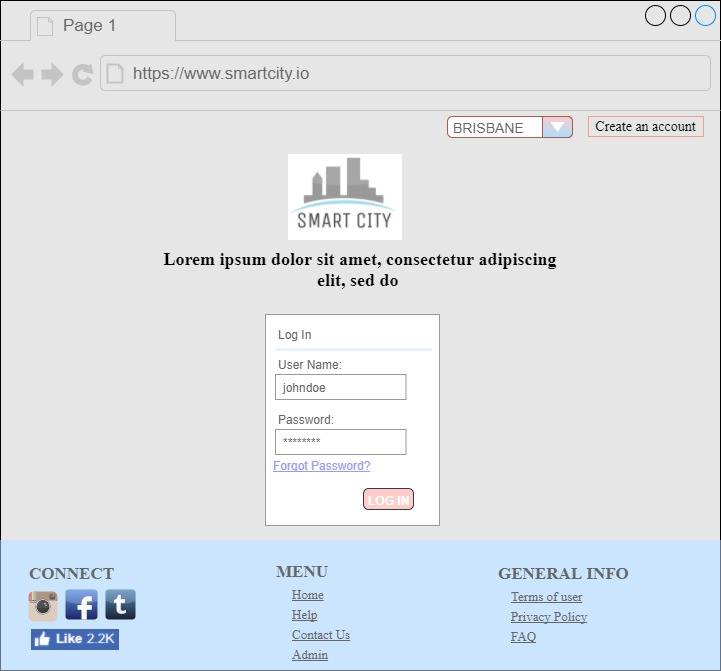 Page 1
https://www.smartcity.io
BRISBANE
Create an account
SMART CITY
Lorem ipsum dolor sit amet, consectetur adipiscing
elit, sed do
Log In
User Name:
johndoe
Password:
********
Forgot Password?
LOG IN
CONNECT
t
Like 2.2K
MENU
Home
Help
Contact Us
Admin
GENERAL INFO
Terms of user
Privacy Policy
FAQ